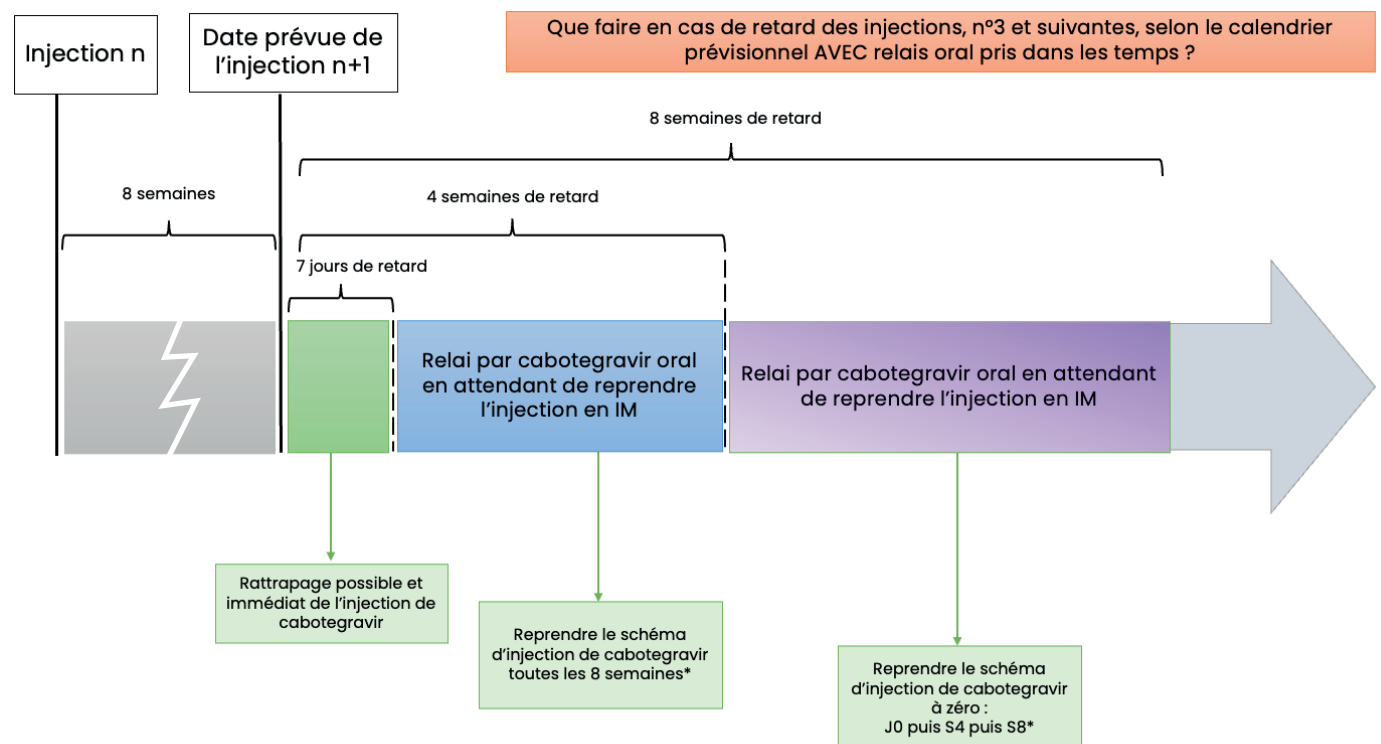 Injection n
Date prévue de
l’injection n+1
Que faire en cas de retard des injections, n°3 et suivantes, selon le calendrier
prévisionnel AVEC relais oral pris dans les temps ?
8 semaines de retard
8 semaines
4 semaines de retard
7 jours de retard
Relai par cabotegravir oral
en attendant de reprendre
l’injection en IM
Relai par cabotegravir oral en attendant
de reprendre l’injection en IM
Rattrapage possible et
immédiat de l’injection de
cabotegravir
Reprendre le schéma
d’injection de cabotegravir
toutes les 8 semaines*
Reprendre le schéma
d’injection de cabotegravir
à zéro :
J0 puis S4 puis S8*